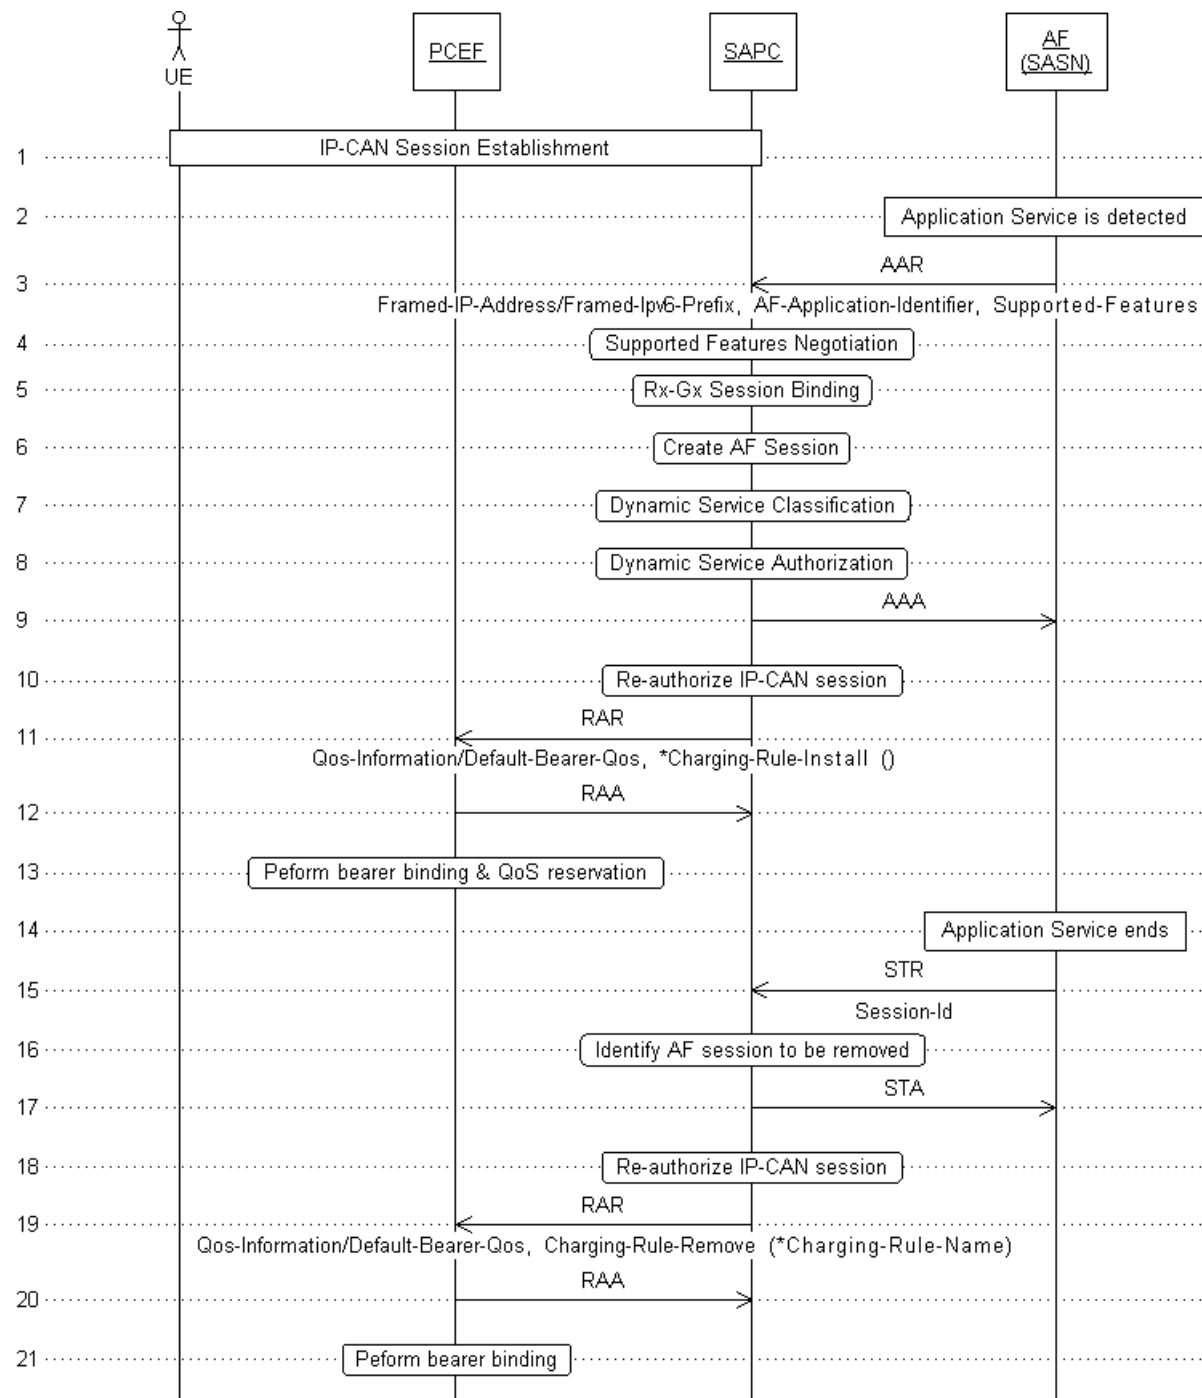 UE
PCEF
SAPC
AF
(SASN)
1
IP-CAN Session Establishment
2
Application Service is detected
AAR
3
Framed-IP-Address/Framed-Ipv6-Prefix, AF-Application-Identifier, Supported-Features
4
Supported Features Negotiation
5
Rx-Gx Session Binding
6
Create AF Session
7
Dynamic Service Classification
8
Dynamic Service Authorization
AAA
9
10
Re-authorize IP-CAN session
RAR
11
Qos-Information/Default-Bearer-Qos, *Charging-Rule-Install ()
RAA
12
13
Peform bearer binding & QoS reservation
14
Application Service ends
STR
15
Session-Id
16
Identify AF session to be removed
STA
17
18
Re-authorize IP-CAN session
RAR
19
Qos-Information/Default-Bearer-Qos, Charging-Rule-Remove (*Charging-Rule-Name)
RAA
20
21
Peform bearer binding